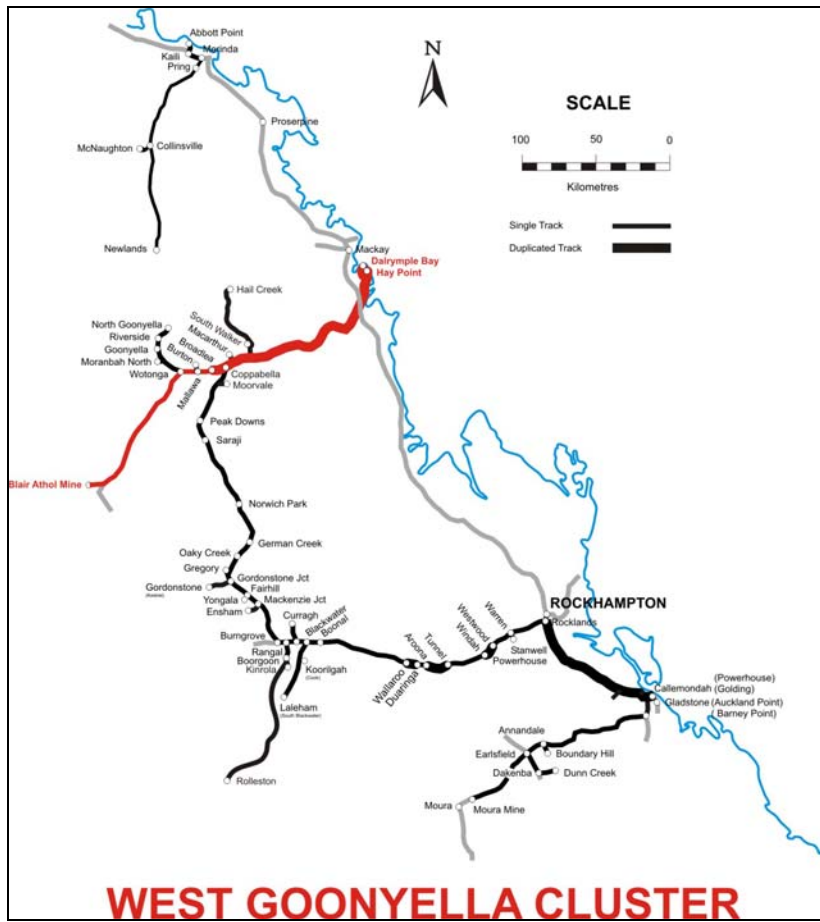 Abbott Point
Kaili
Morinda
Pring
N
SCALE
100 50 0
Kilometres
Single Track
Duplicated Track
Proserpine
McNaughton
Collinsville
Newlands
Mackay
Dalrymple Bay
Hay Point
Hail Creek
South Walker
Macarthur
North Goonyella
Riverside
Goonyella
Moranbah North
Wotonga
Broadlea
Burton
Mallawa
Coppabella
Moorvale
Peak Downs
Saraji
Blair Athol Mine
Norwich Park
German Creek
Oaky Creek
Gregory
Gordonstone Jct
Gordonstone
Fairhill
Yongala
Mackenzie Jct
Ensham
Curragh
Blackwater
Boonal
Burngrove
Rangal
Boorgoon
Kinrola
Koorilgah
(Cook)
Laleham
(South Blackwater)
Rolleston
Wallaroo
Duaringa
Aroona
Tunnel
Windah
Westwood
Warren
Stanwell
Powerhouse
ROCKHAMPTON
Rocklands
Callemondah (Powerhouse)
(Golding)
Gladstone (Auckland Point)
( Barney Point)
Annandale
Earlsfield
Boundary Hill
Dakenba
Dunn Creek
Moura
Moura Mine
WEST GOONYELLA CLUSTER